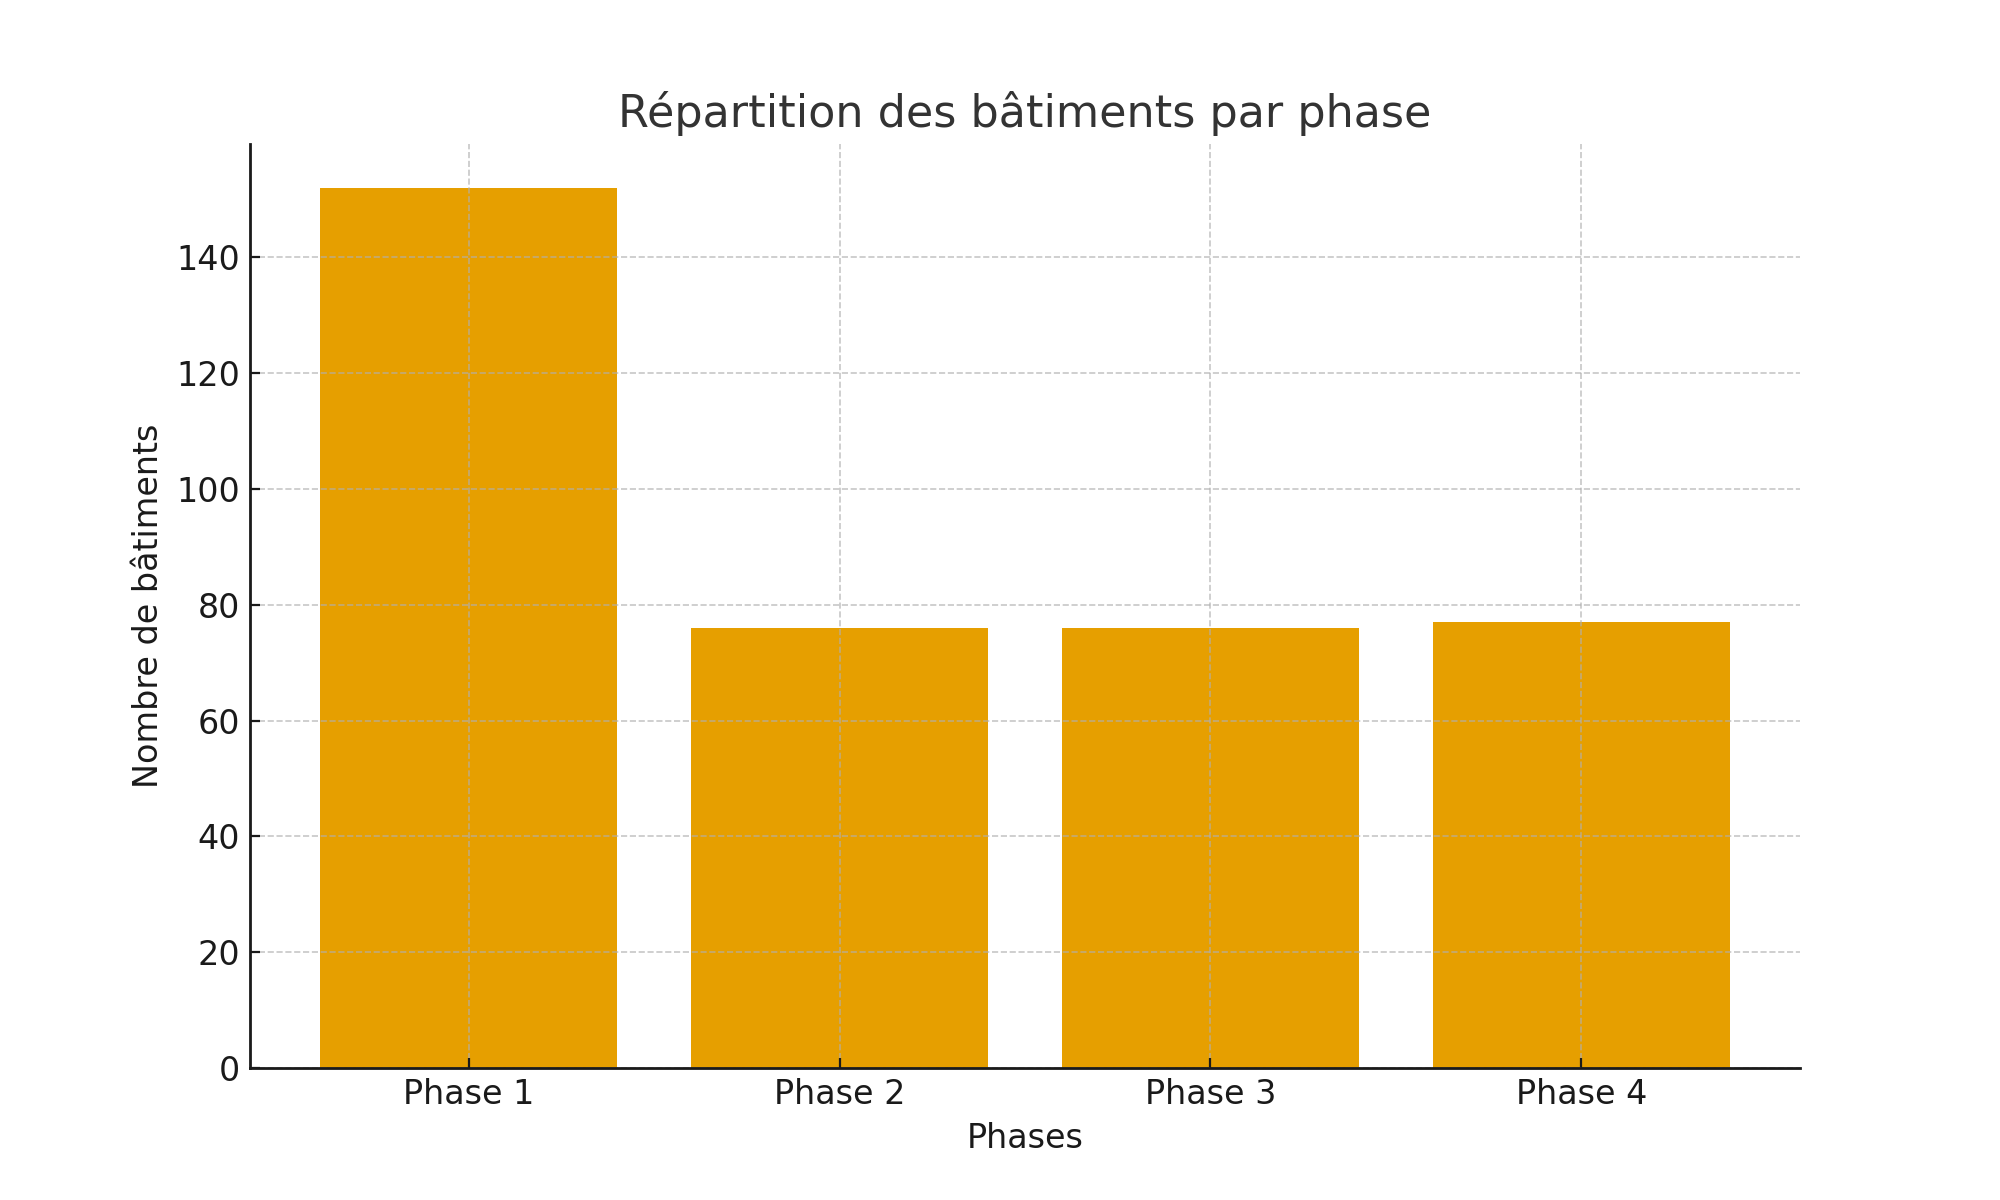 Répartition des bâtiments par phase
Nombre de bâtiments
140
120
100
80
60
40
20
0
Phase 1
Phase 2
Phase 3
Phase 4
Phases